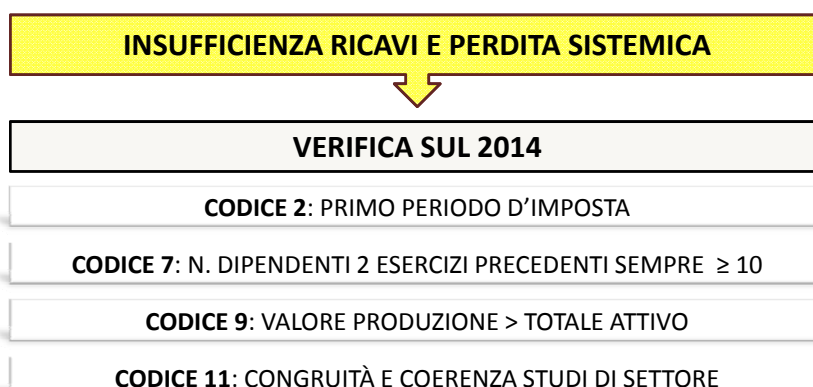 INSUFFICIENZA RICAVI E PERDITA SISTEMICA
VERIFICA SUL 2014
CODICE 2: PRIMO PERIODO D'IMPOSTA
CODICE 7: N. DIPENDENTI 2 ESERCIZI PRECEDENTI SEMPRE ≥ 10
CODICE 9: VALORE PRODUZIONE > TOTALE ATTIVO
CODICE 11: CONGRUITÀ E COERENZA STUDI DI SETTORE